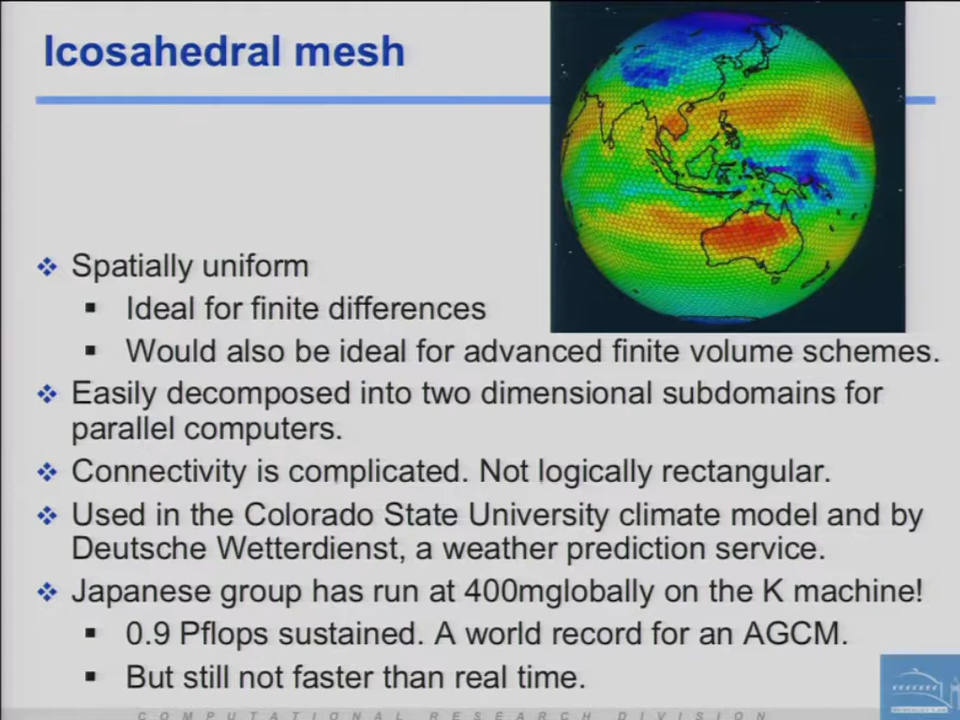 Icosahedral mesh
Spatially uniform
Ideal for finite differences
Would also be ideal for advanced finite volume schemes.
Easily decomposed into two dimensional subdomains for
parallel computers.
Connectivity is complicated. Not logically rectangular.
Used in the Colorado State University climate model and by
Deutsche Wetterdienst, a weather prediction service.
Japanese group has run at 400mglobally on the K machine!
0.9 Pflops sustained. A world record for an AGCM.
But still not faster than real time.
COMPUTATIONAL RESEARCH DIVISION